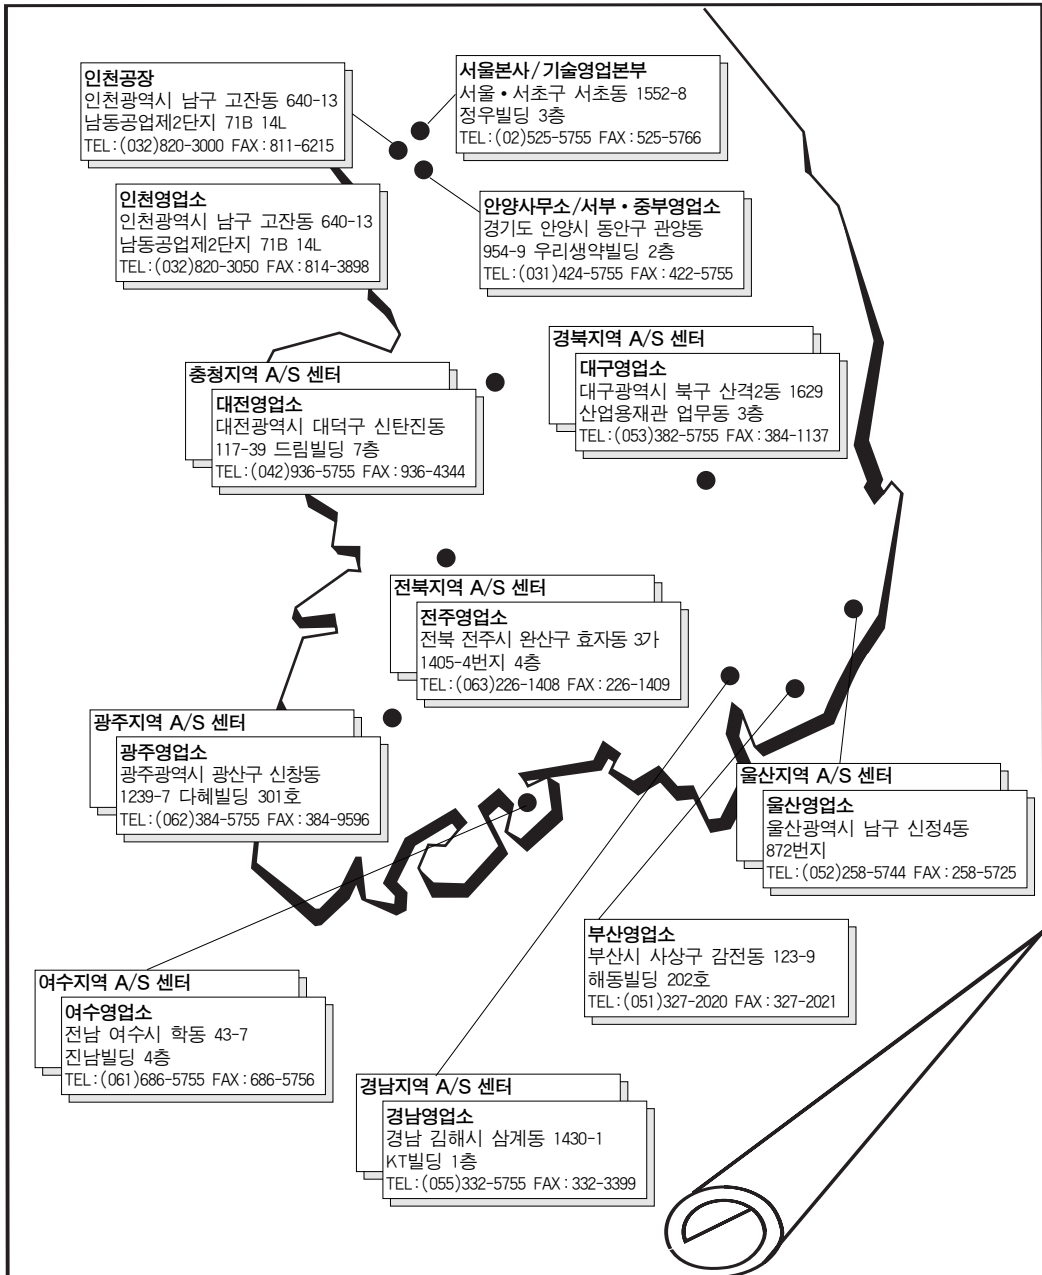 인천공장
인천광역시 남구 고잔동 640-13
남동공업제2단지 71B 14L
TEL:(032)820-3000 FAX:811-6215
서울본사/기술영업본부
서울•서초구 서초동 1552-8
정우빌딩 3층
TEL:(02)525-5755 FAX:525-5766
인천영업소
인천광역시 남구 고잔동 640-13
남동공업제2단지 71B 14L
TEL:(032)820-3050 FAX:814-3898
안양사무소/서부•중부영업소
경기도 안양시 동안구 관양동
954-9 우리생약빌딩 2층
TEL:(031)424-5755 FAX:422-5755
경북지역 A/S 센터
대구영업소
대구광역시 북구 산격2동 1629
산업용재관 업무동 3층
TEL:(053)382-5755 FAX:384-1137
충청지역 A/S 센터
대전영업소
대전광역시 대덕구 신탄진동
117-39 드림빌딩 7층
TEL:(042)936-5755 FAX:936-4344
전북지역 A/S 센터
전주영업소
전북 전주시 완산구 효자동 3가
1405-4번지 4층
TEL:(063)226-1408 FAX:226-1409
광주지역 A/S 센터
광주영업소
광주광역시 광산구 신창동
1239-7 다혜빌딩 301호
TEL:(062)384-5755 FAX:384-9596
울산지역 A/S 센터
울산영업소
울산광역시 남구 신정4동
872번지
TEL:(052)258-5744 FAX:258-5725
부산영업소
부산시 사상구 감전동 123-9
해동빌딩 202호
TEL:(051)327-2020 FAX:327-2021
여수지역 A/S 센터
여수영업소
전남 여수시 학동 43-7
진남빌딩 4층
TEL:(061)686-5755 FAX:686-5756
경남지역 A/S 센터
경남영업소
경남 김해시 삼계동 1430-1
KT빌딩 1층
TEL:(055)332-5755 FAX:332-3399